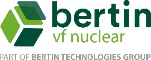 bertin
vf nuclear
PART OF BERTIN TECHNOLOGIES GROUP